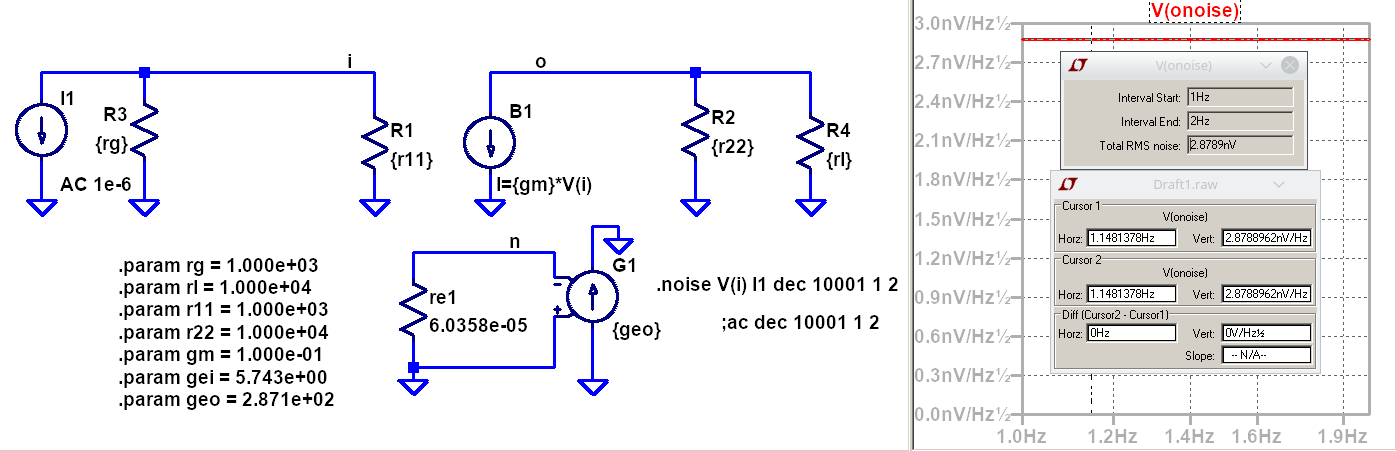 i
I1
R3
{rg}
AC 1e-6
R1
{r11}
o
B1
I={gm}*V(i)
R2
{r22}
R4
{rl}
n
re1
6.0358e-05
G1
{geo}
.param rg = 1.000e+03
.param rl = 1.000e+04
.param r11 = 1.000e+03
.param r22 = 1.000e+04
.param gm = 1.000e-01
.param gei = 5.743e+00
.param geo = 2.871e+02
.noise V(i) I1 dec 10001 1 2
;ac dec 10001 1 2
V(onoise)
3.0nV/Hz½
2.7nV/Hz½
2.4nV/Hz½
2.1nV/Hz½
1.8nV/Hz½
1.5nV/Hz½
1.2nV/Hz½
0.9nV/Hz½
0.6nV/Hz½
0.3nV/Hz½
0.0nV/Hz½
1.0Hz 1.2Hz 1.4Hz 1.6Hz 1.9Hz
V(onoise)
Interval Start: 1Hz
Interval End: 2Hz
Total RMS noise: 2.8789nV
Draft1.raw
Cursor 1
V(onoise)
Horz: 1.1481378Hz Vert: 2.8788962nV/Hz
Cursor 2
V(onoise)
Horz: 1.1481378Hz Vert: 2.8788962nV/Hz
Diff (Cursor2 - Cursor1)
Horz: 0Hz Vert: 0V/Hz½
Slope: -- N/A--